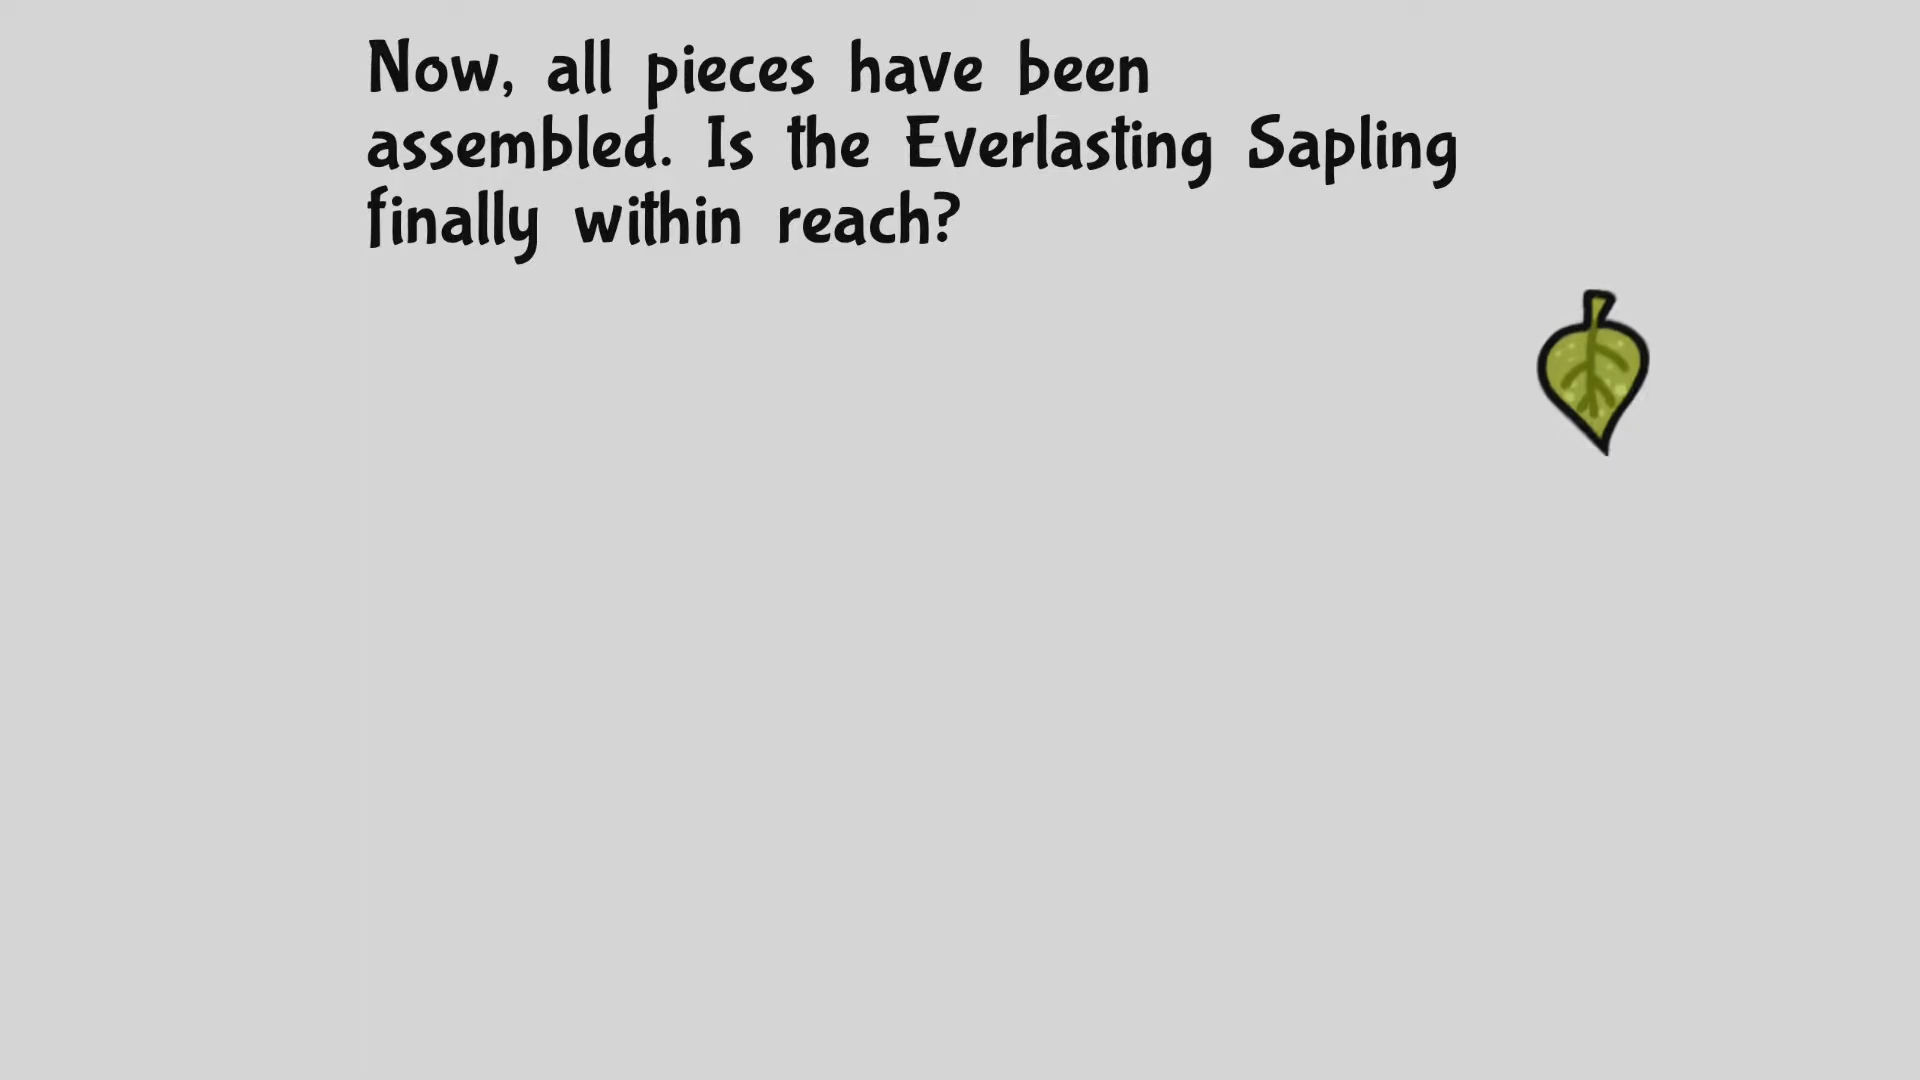 Now, all pieces have been
assembled. Is the Everlasting Sapling
finally within reach?